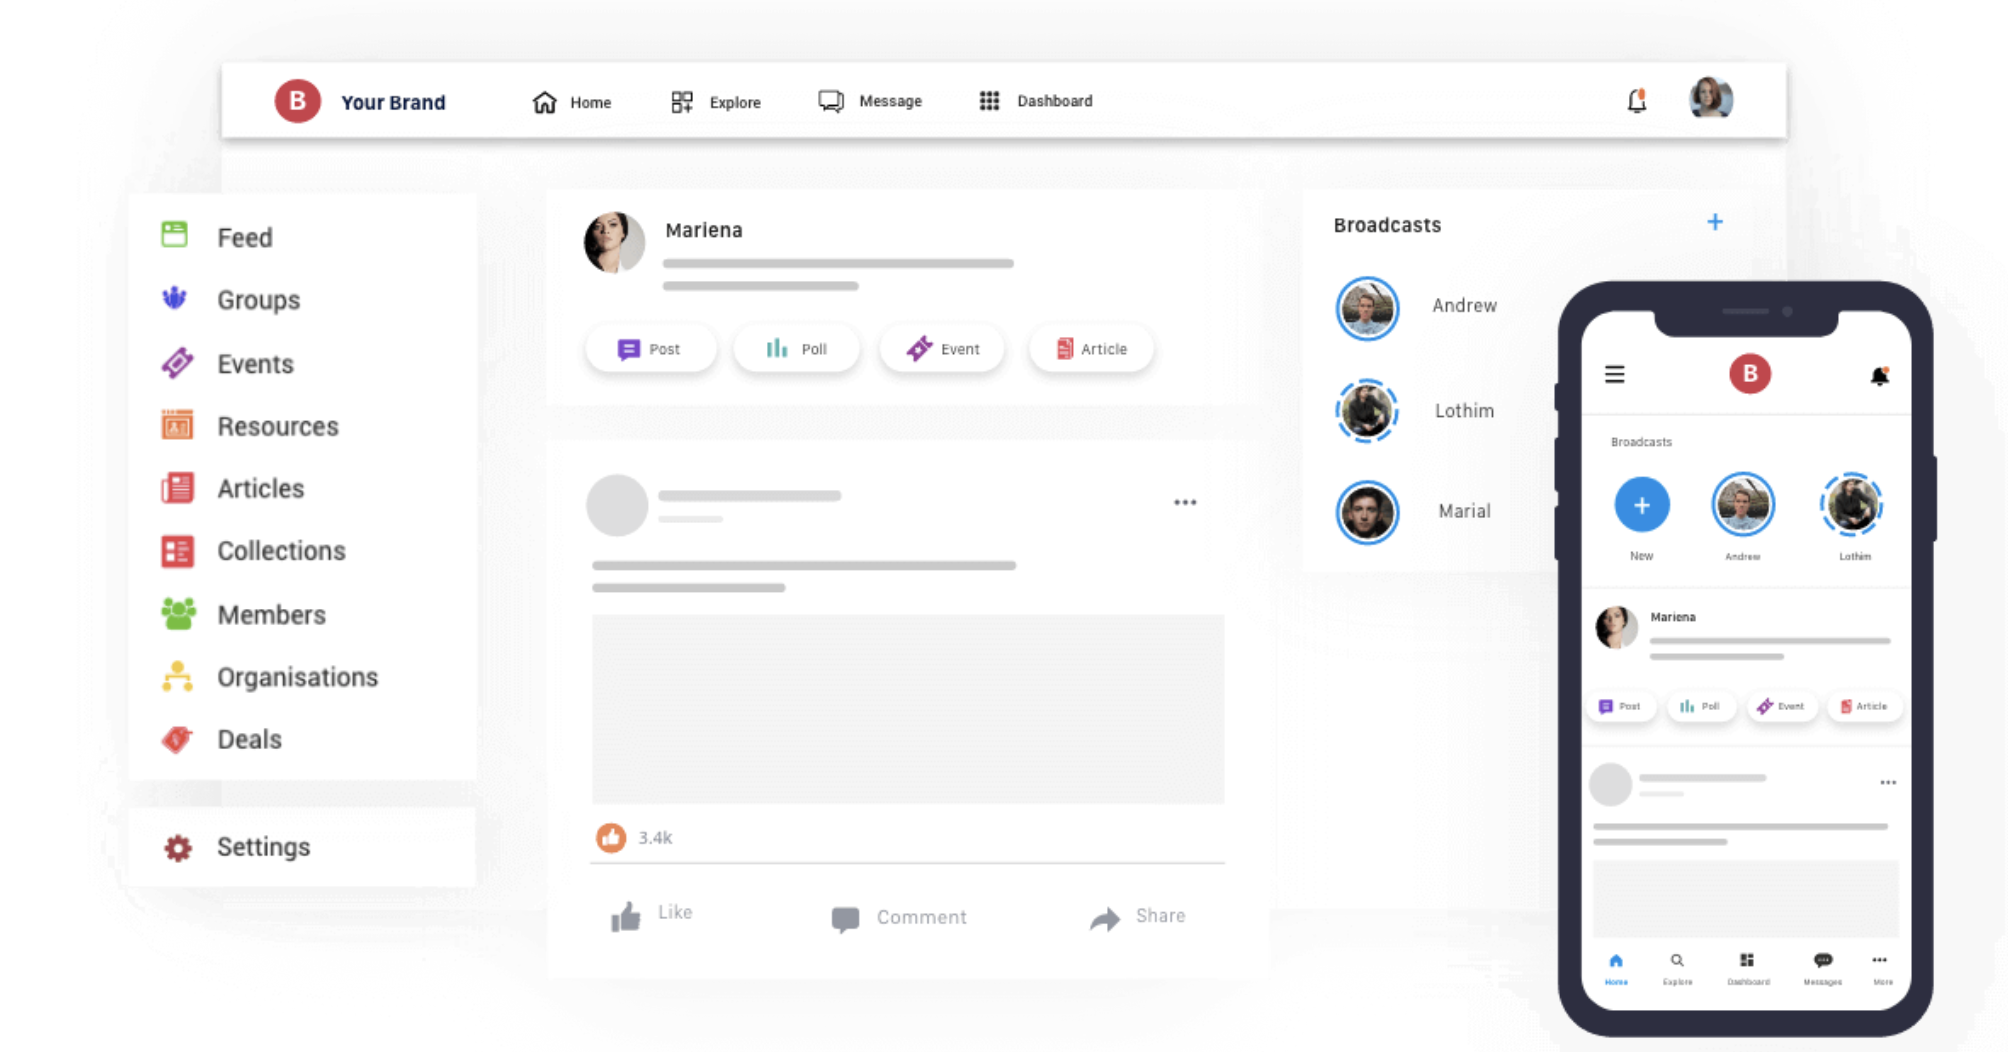 B Your Brand Home Explore Message Dashboard
Feed
Groups
Events
Resources
Articles
Collections
Members
Organisations
Deals
Settings
Mariena
Post Poll Event Article
3.4k
Like Comment Share
Broadcasts +
Andrew
Lothim
Marial
B
Broadcasts
New Andrew Lothim
Mariena
Post Poll Event Article
Home Explore Dashboard Messages More